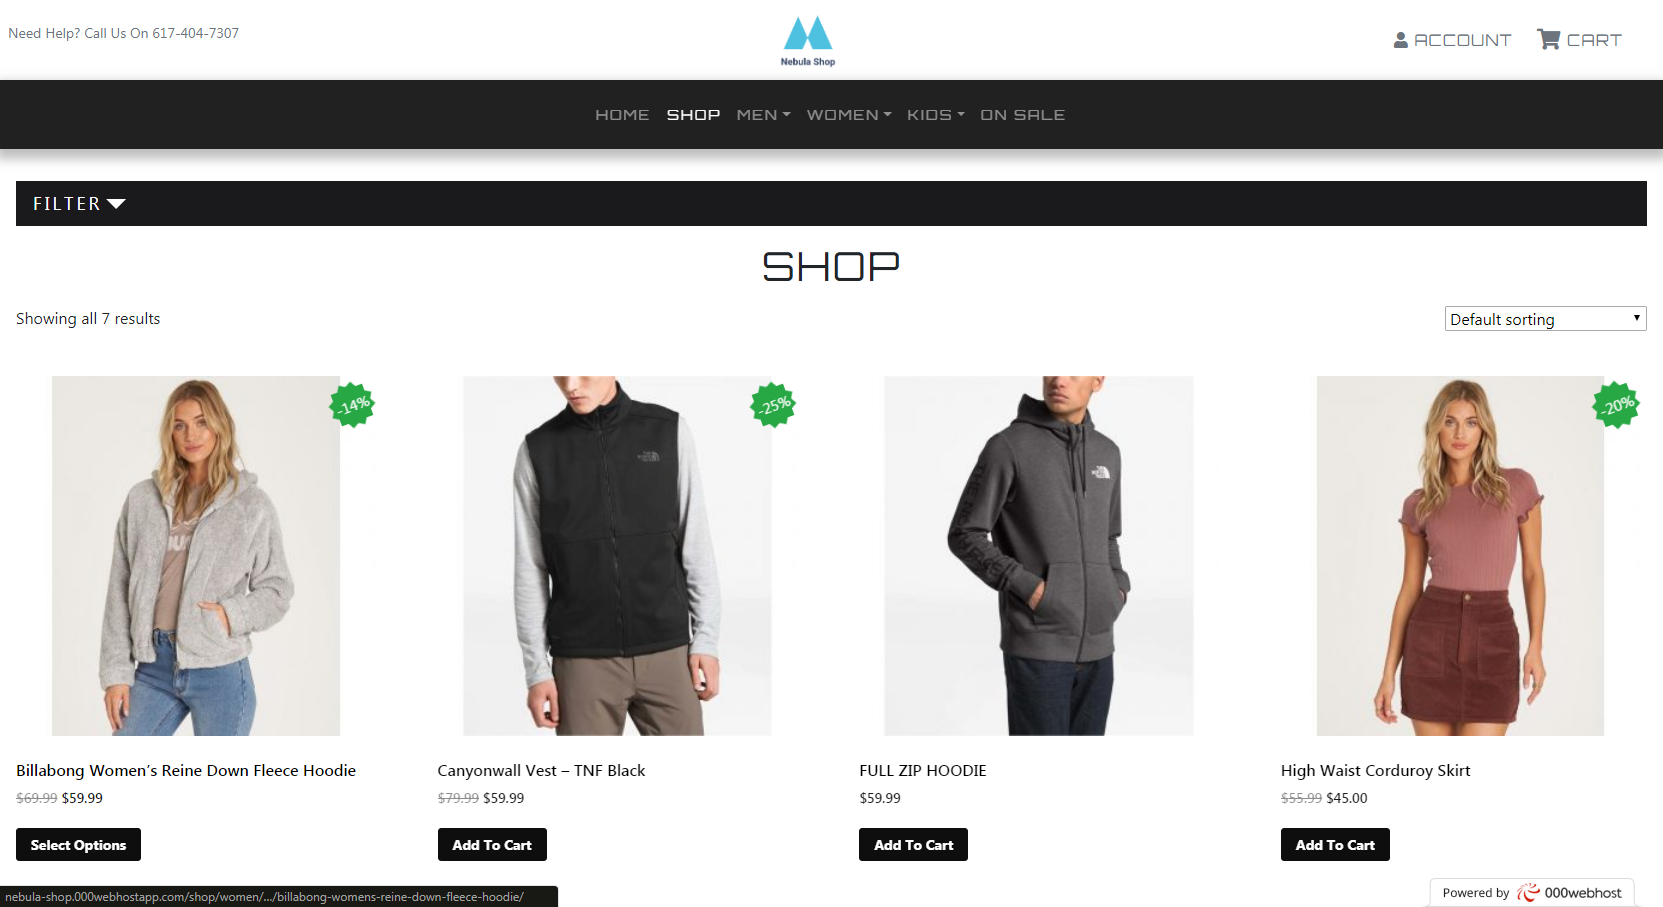 Need Help? Call Us On 617-404-7307
Nebula Shop
ACCOUNT
CART
HOME
SHOP
MEN
WOMEN
KIDS
ON SALE
FILTER
SHOP
Showing all 7 results
Default sorting
-14%
-25%
-20%
THE NORTH FACE
Billabong Women's Reine Down Fleece Hoodie
$69.99 $59.99
Select Options
Canyonwall Vest – TNF Black
$79.99 $59.99
Add To Cart
FULL ZIP HOODIE
$59.99
Add To Cart
High Waist Corduroy Skirt
$55.99 $45.00
Add To Cart
nebula-shop.000webhostapp.com/shop/women/.../billabong-womens-reine-down-fleece-hoodie/
Powered by 000webhost